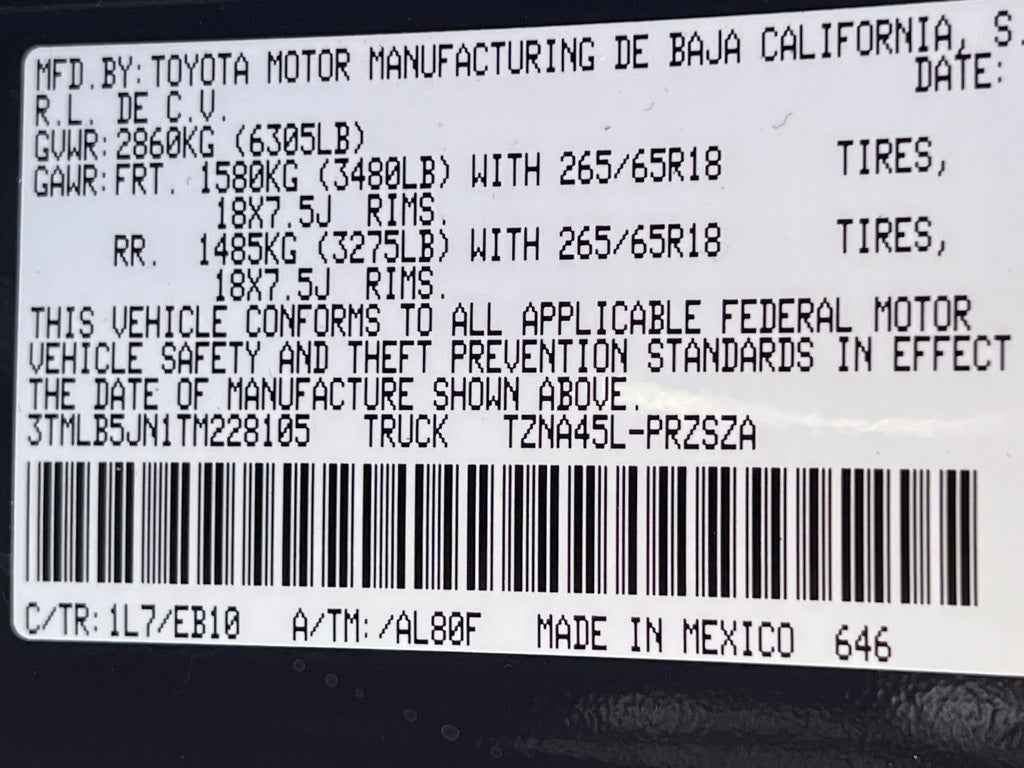 MFD.BY: TOYOTA MOTOR MANUFACTURING DE BAJA CALIFORNIA, S.
R.L. DE C.V. DATE:
GVWR: 2860KG (6305LB)
GAWR: FRT. 1580KG (3480LB) WITH 265/65R18 TIRES,
18X7.5J RIMS.
RR. 1485KG (3275LB) WITH 265/65R18 TIRES,
18X7.5J RIMS.
THIS VEHICLE CONFORMS TO ALL APPLICABLE FEDERAL MOTOR
VEHICLE SAFETY AND THEFT PREVENTION STANDARDS IN EFFECT
THE DATE OF MANUFACTURE SHOWN ABOVE.
3TMLB5JN1TM228105 TRUCK TZNA45L-PRZSZA
C/TR: 1L7/EB10 A/TM: /AL80F MADE IN MEXICO 646